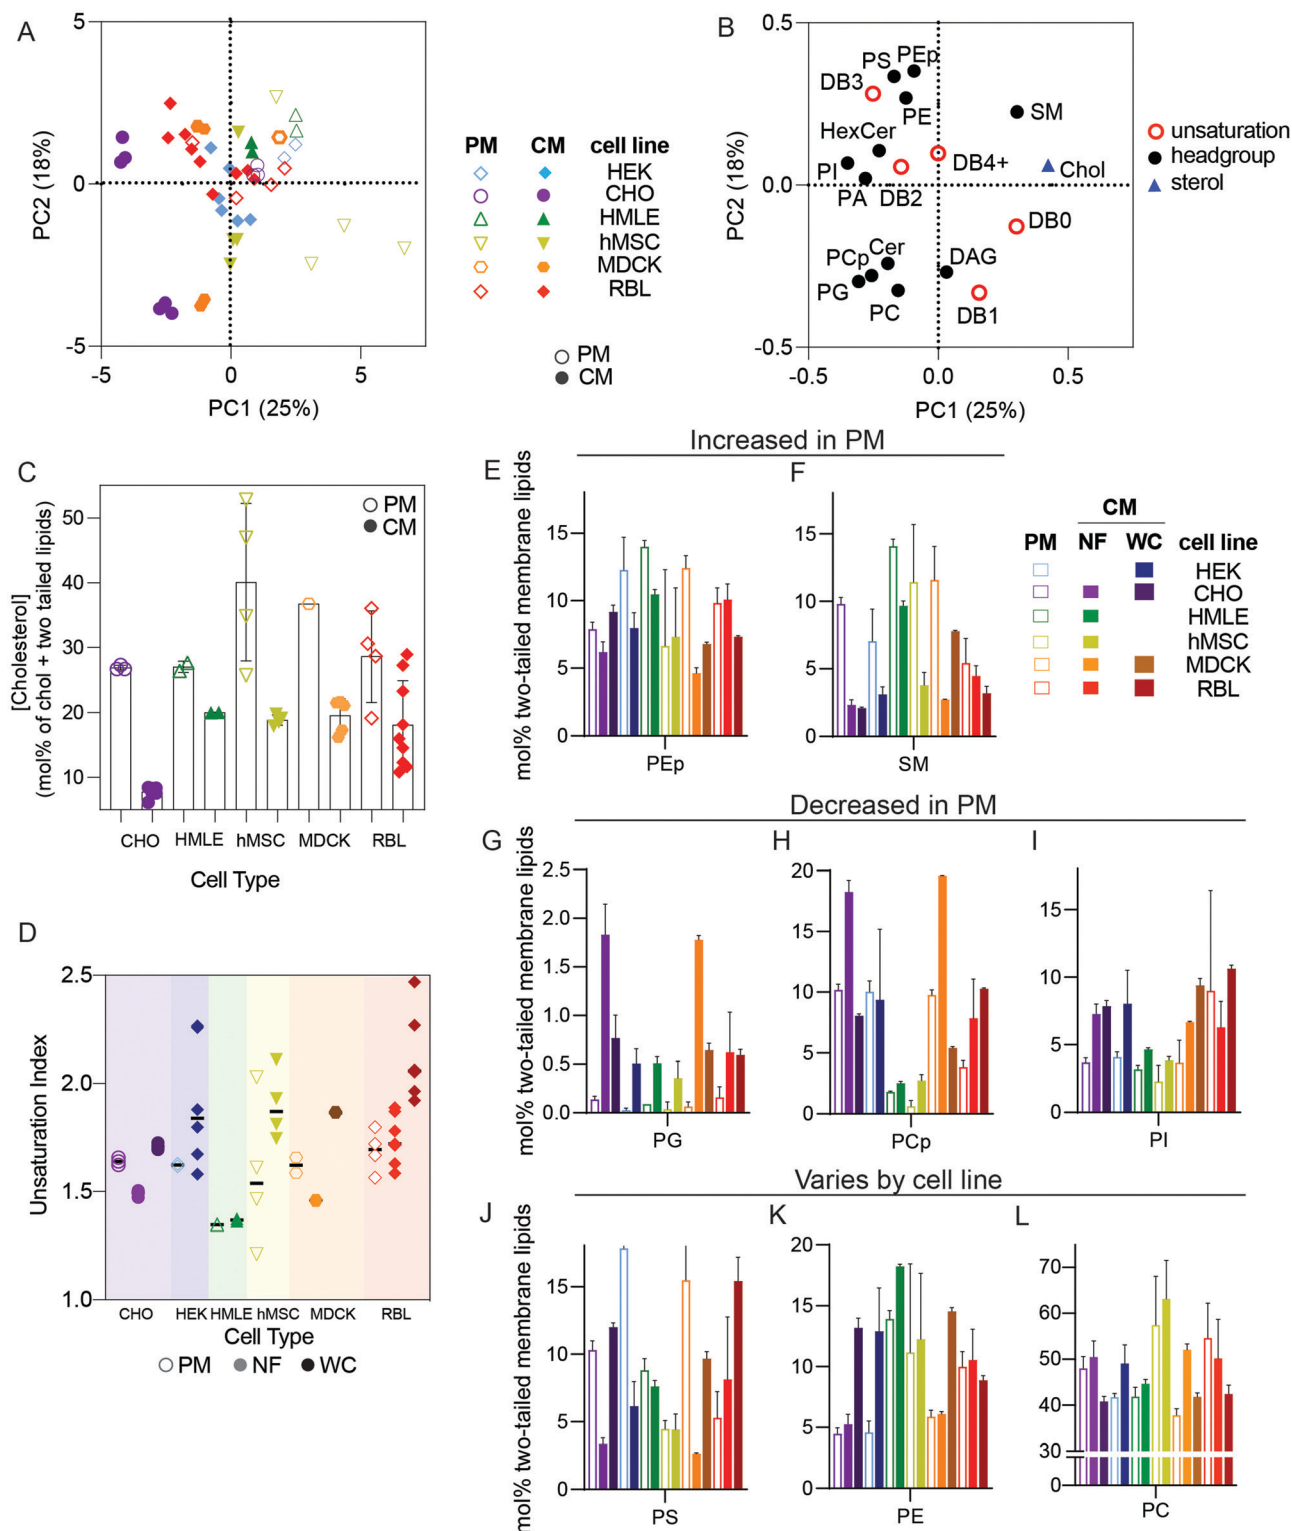 A
5
0
-5
PC2 (18%)
-5
0
5
PC1 (25%)
PM CM cell line
HEK
CHO
HMLE
hMSC
MDCK
RBL
PM
CM
B
0.5
0.0
-0.5
PC2 (18%)
PS PEp
DB3
PE
SM
HexCer
DB4+
Chol
PI
PA DB2
DB0
PCp Cer
DAG
PG
PC
DB1
-0.5
0.0
0.5
PC1 (25%)
unsaturation
headgroup
sterol
C
[Cholesterol]
(mol% of chol + two tailed lipids)
50
40
30
20
10
PM
CM
CHO HMLE hMSC MDCK RBL
Cell Type
D
Unsaturation Index
2.5
2.0
1.5
1.0
CHO HEK HMLE hMSC MDCK RBL
Cell Type
PM NF WC
Increased in PM
E
mol% two-tailed membrane lipids
15
10
5
0
PEp
F
15
10
5
0
SM
CM
PM NF WC cell line
HEK
CHO
HMLE
hMSC
MDCK
RBL
Decreased in PM
G
mol% two-tailed membrane lipids
2.5
2.0
1.5
1.0
0.5
0.0
PG
H
20
15
10
5
0
PCp
I
15
10
5
0
PI
Varies by cell line
J
mol% two-tailed membrane lipids
15
10
5
0
PS
K
20
15
10
5
0
PE
L
70
60
50
40
30
0
PC